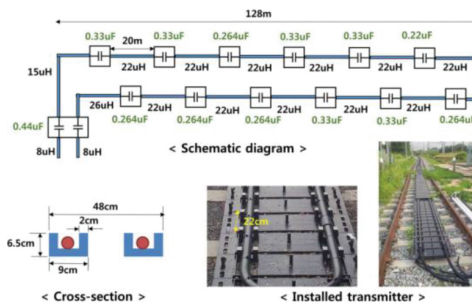 128m
0.33uF 20m 0.33uF 0.264uF 0.33uF 0.33uF 0.22uF
22uH 22uH 22uH 22uH 22uH
15uH
26uH 22uH 22uH 22uH 22uH 22uH
0.44uF 0.264uF 0.264uF 0.264uF 0.33uF 0.33uF 0.264uF
8uH 8uH
< Schematic diagram >
48cm
2cm
6.5cm
9cm
22cm
< Cross-section >
< Installed transmitter >